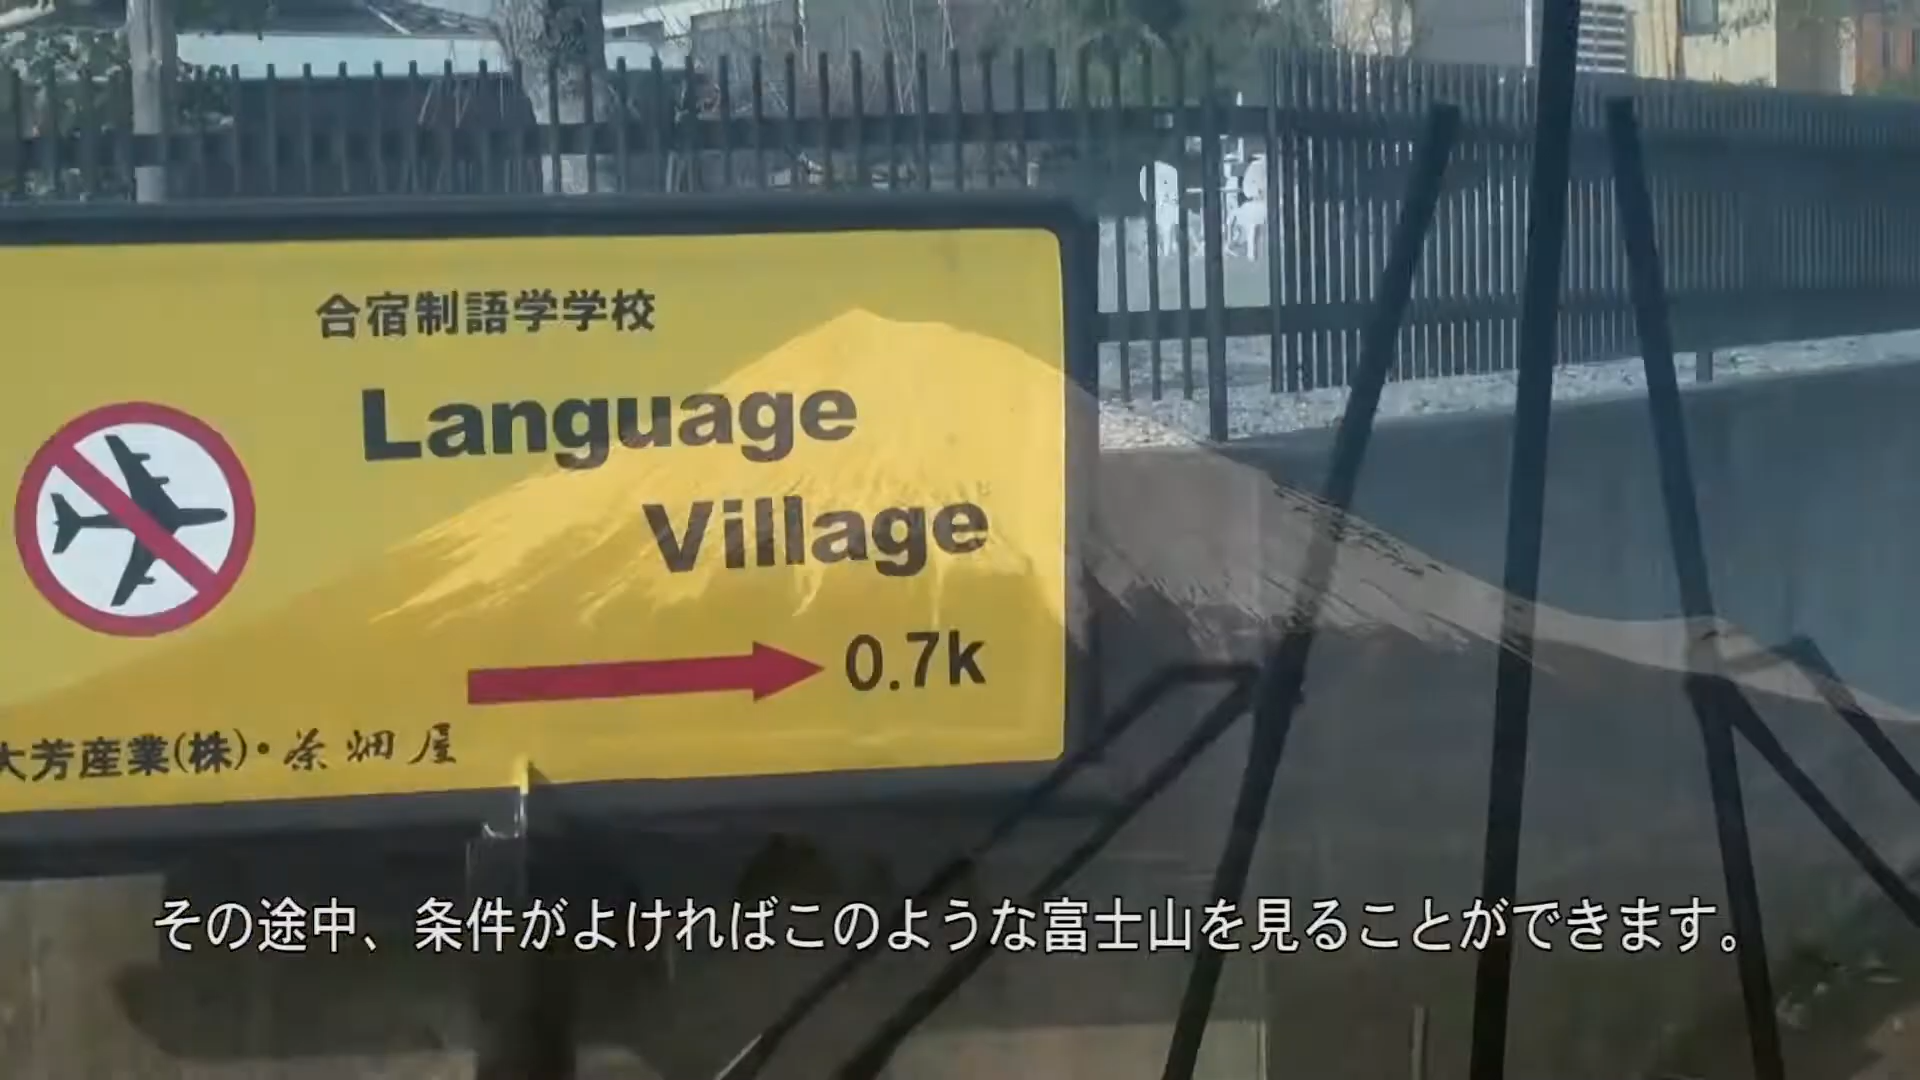 合宿制語学学校
Language
Village
0.7k
大芳産業(株)・茶畑屋
その途中、条件がよければこのような富士山を見ることができます。